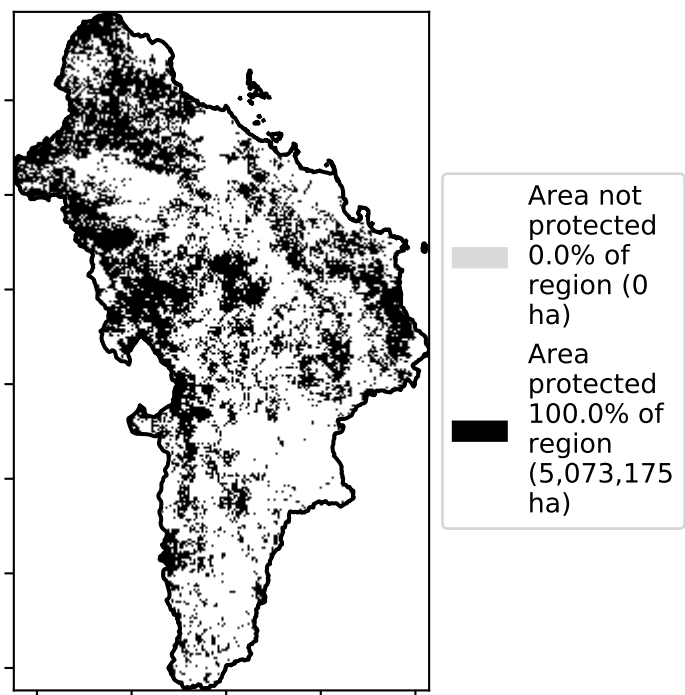 Area not
protected
0.0% of
region (0
ha)
Area
protected
100.0% of
region
(5,073,175
ha)